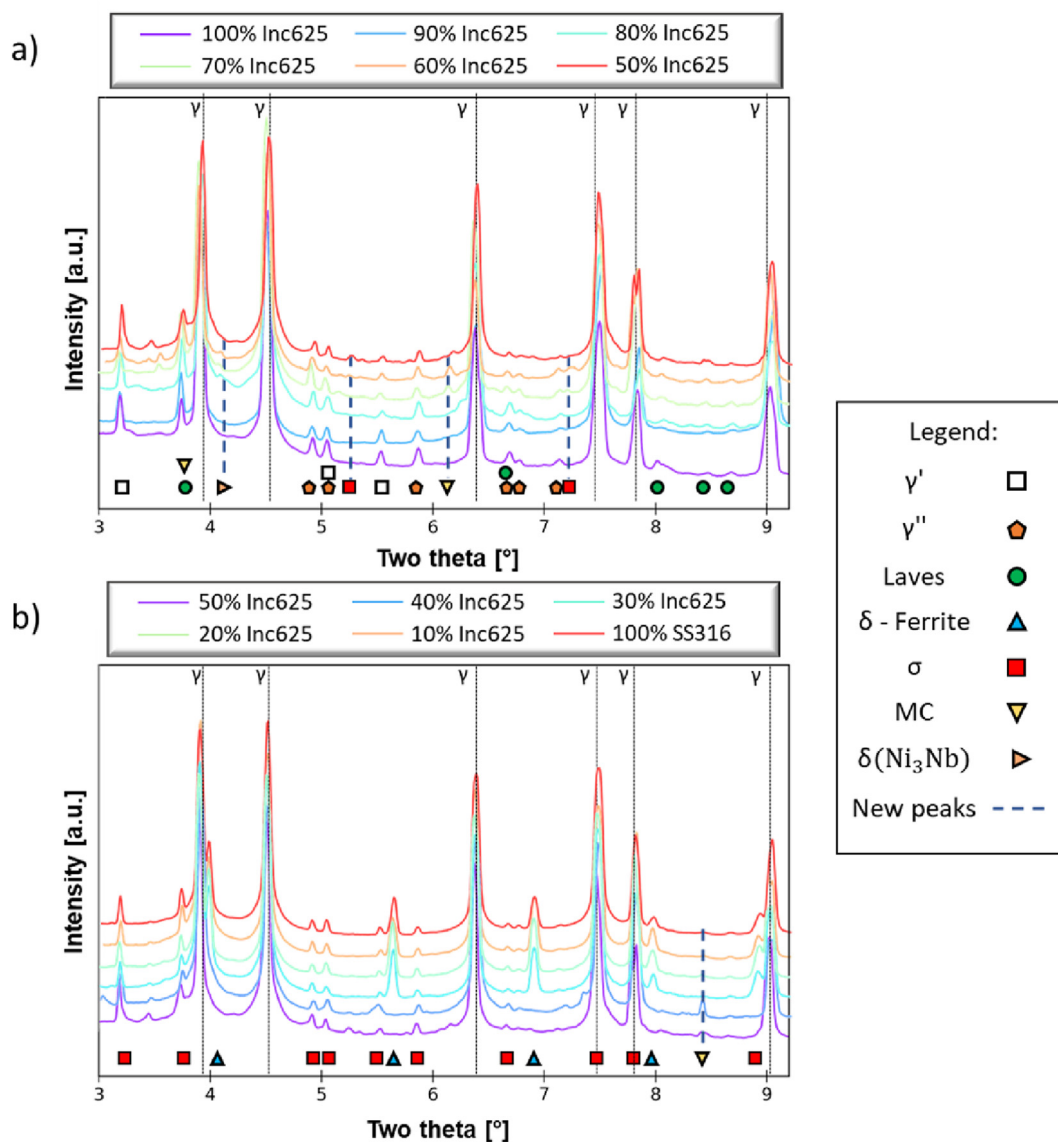 a)
100% Inc625 90% Inc625 80% Inc625
70% Inc625 60% Inc625 50% Inc625
γ γ γ γ γ γ
Intensity [a.u.]
3 4 5 6 7 8 9
Two theta [°]
Legend:
γ'
γ''
Laves
δ - Ferrite
σ
MC
δ(Ni₃Nb)
New peaks
b)
50% Inc625 40% Inc625 30% Inc625
20% Inc625 10% Inc625 100% SS316
γ γ γ γ γ γ
Intensity [a.u.]
3 4 5 6 7 8 9
Two theta [°]